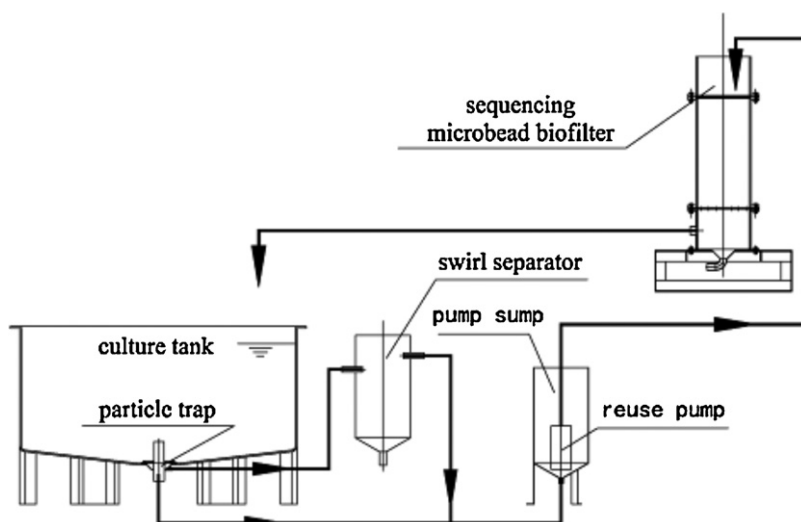 sequencing
microbead biofilter
swirl separator
pump sump
culture tank
particle trap
reuse pump